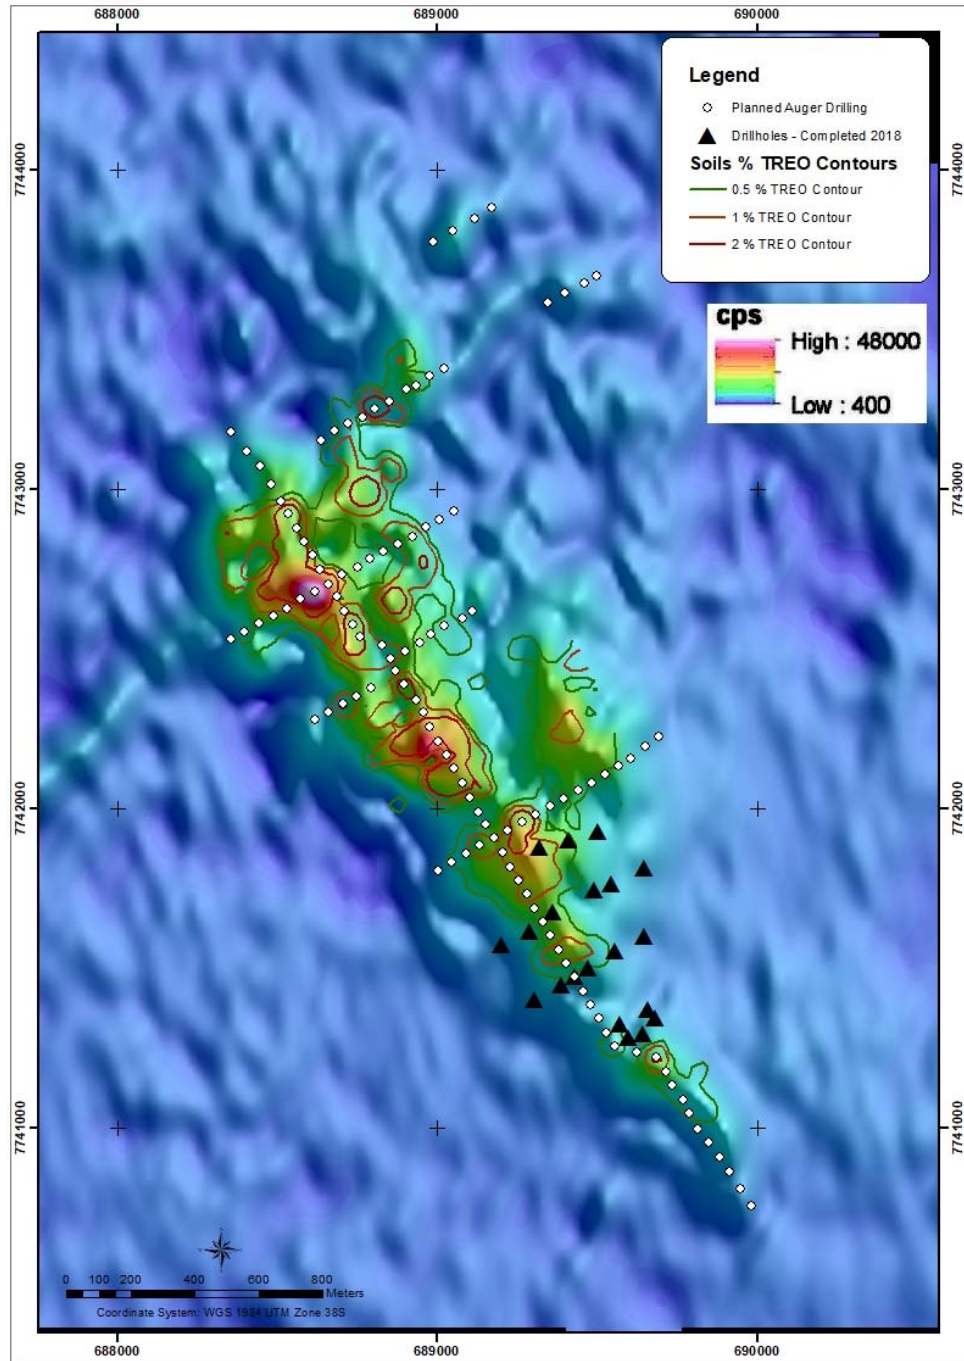 688000 689000 690000
Legend
Planned Auger Drilling
Drillholes - Completed 2018
Soils % TREO Contours
0.5 % TREO Contour
1 % TREO Contour
2 % TREO Contour
7744000 7744000
cps
High : 48000
Low : 400
7743000 7743000
7742000 7742000
7741000 7741000
0 100 200 400 600 800
Meters
Coordinate System: WGS 1984 UTM Zone 38S
688000 689000 690000